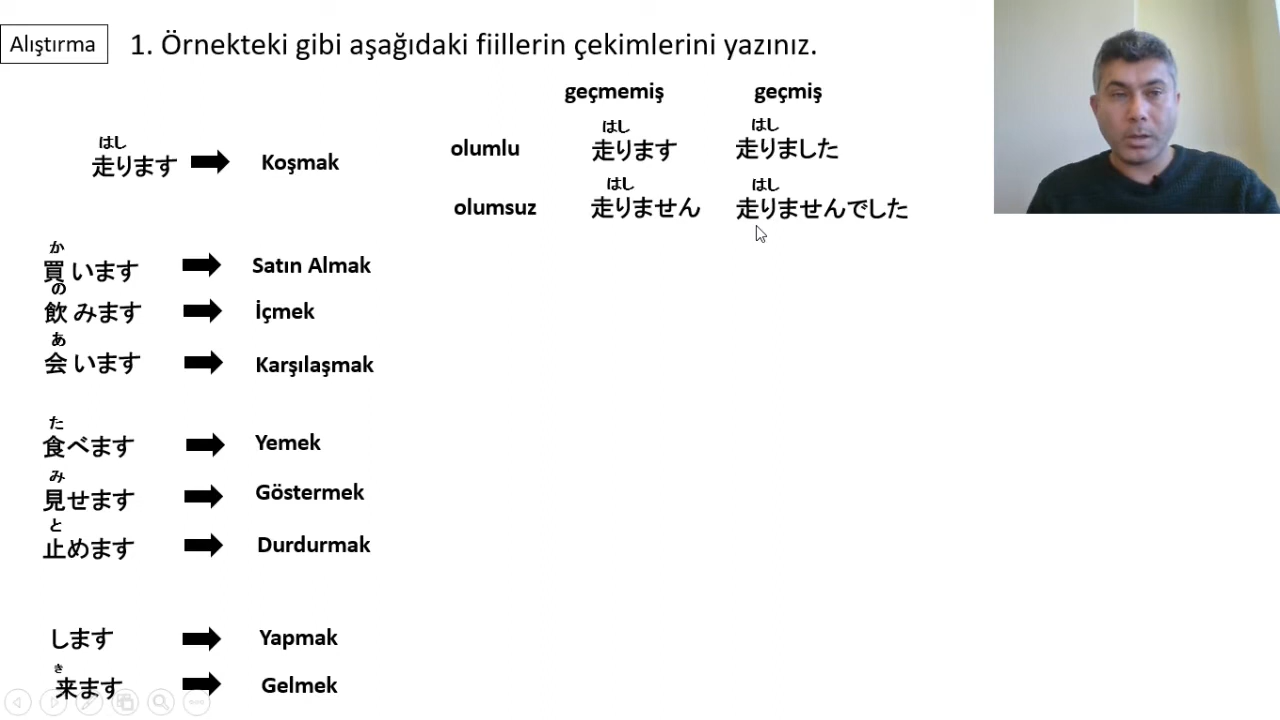 Alıştırma
1. Örnekteki gibi aşağıdaki fiillerin çekimlerini yazınız.
geçmemiş geçmiş
はし
走ります
Koşmak
olumlu
はし
走ります
はし
走りました
olumsuz
はし
走りません
はし
走りませんでした
か
買います
Satın Almak
の
飲みます
İçmek
あ
会います
Karşılaşmak
た
食べます
Yemek
み
見せます
Göstermek
と
止めます
Durdurmak
します
Yapmak
き
来ます
Gelmek